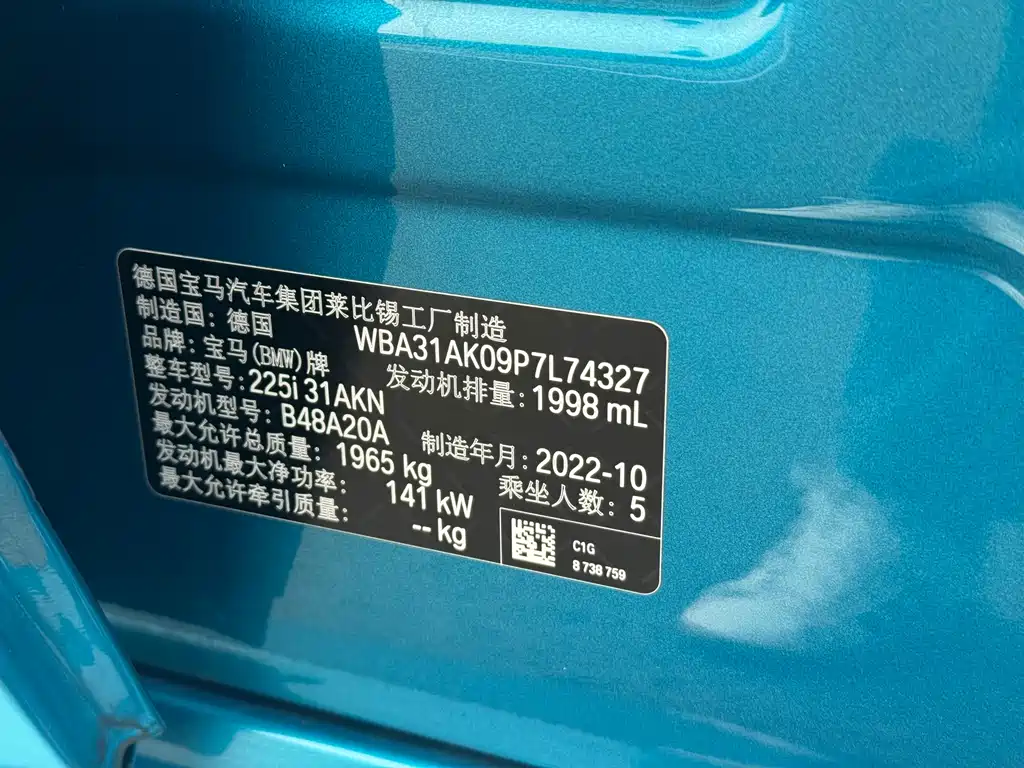 德国宝马汽车集团莱比锡工厂制造
制造国：德国
WBA31AK09P7L74327
品牌：宝马(BMW)牌
发动机排量：1998 mL
整车型号：225i 31AKN
发动机型号：B48A20A
制造年月：2022-10
最大允许总质量：1965 kg
乘坐人数：5
发动机最大净功率：141 kW
最大允许牵引质量：-- kg
C1G
8 738 759